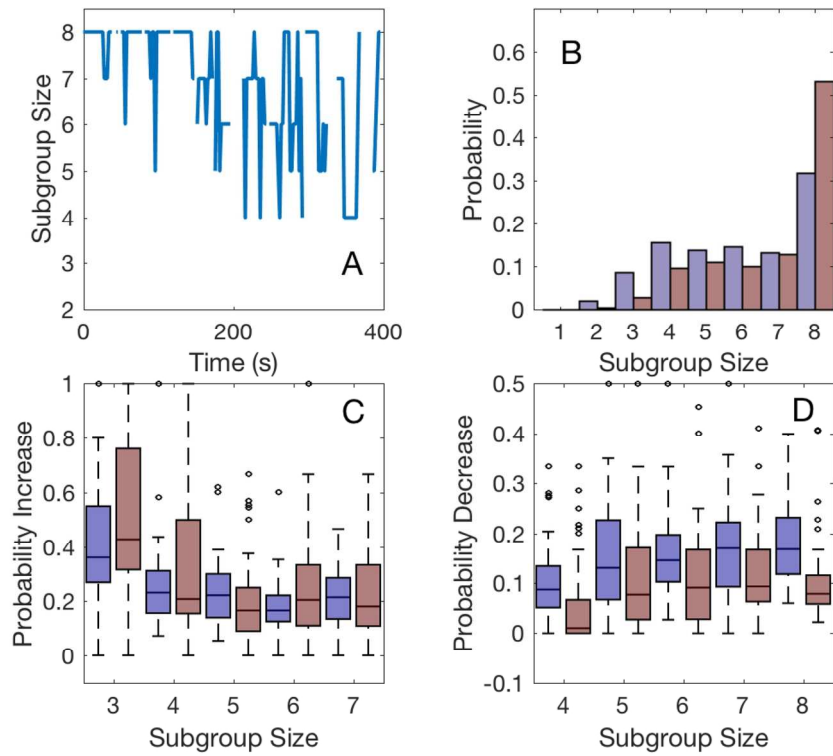 8
7
6
5
4
3
2
Subgroup Size
0
200
400
Time (s)
A
0.6
0.5
0.4
0.3
0.2
0.1
0
Probability
B
1 2 3 4 5 6 7 8
Subgroup Size
1
0.8
0.6
0.4
0.2
0
Probability Increase
C
3 4 5 6 7
Subgroup Size
0.5
0.4
0.3
0.2
0.1
0
-0.1
Probability Decrease
D
4 5 6 7 8
Subgroup Size